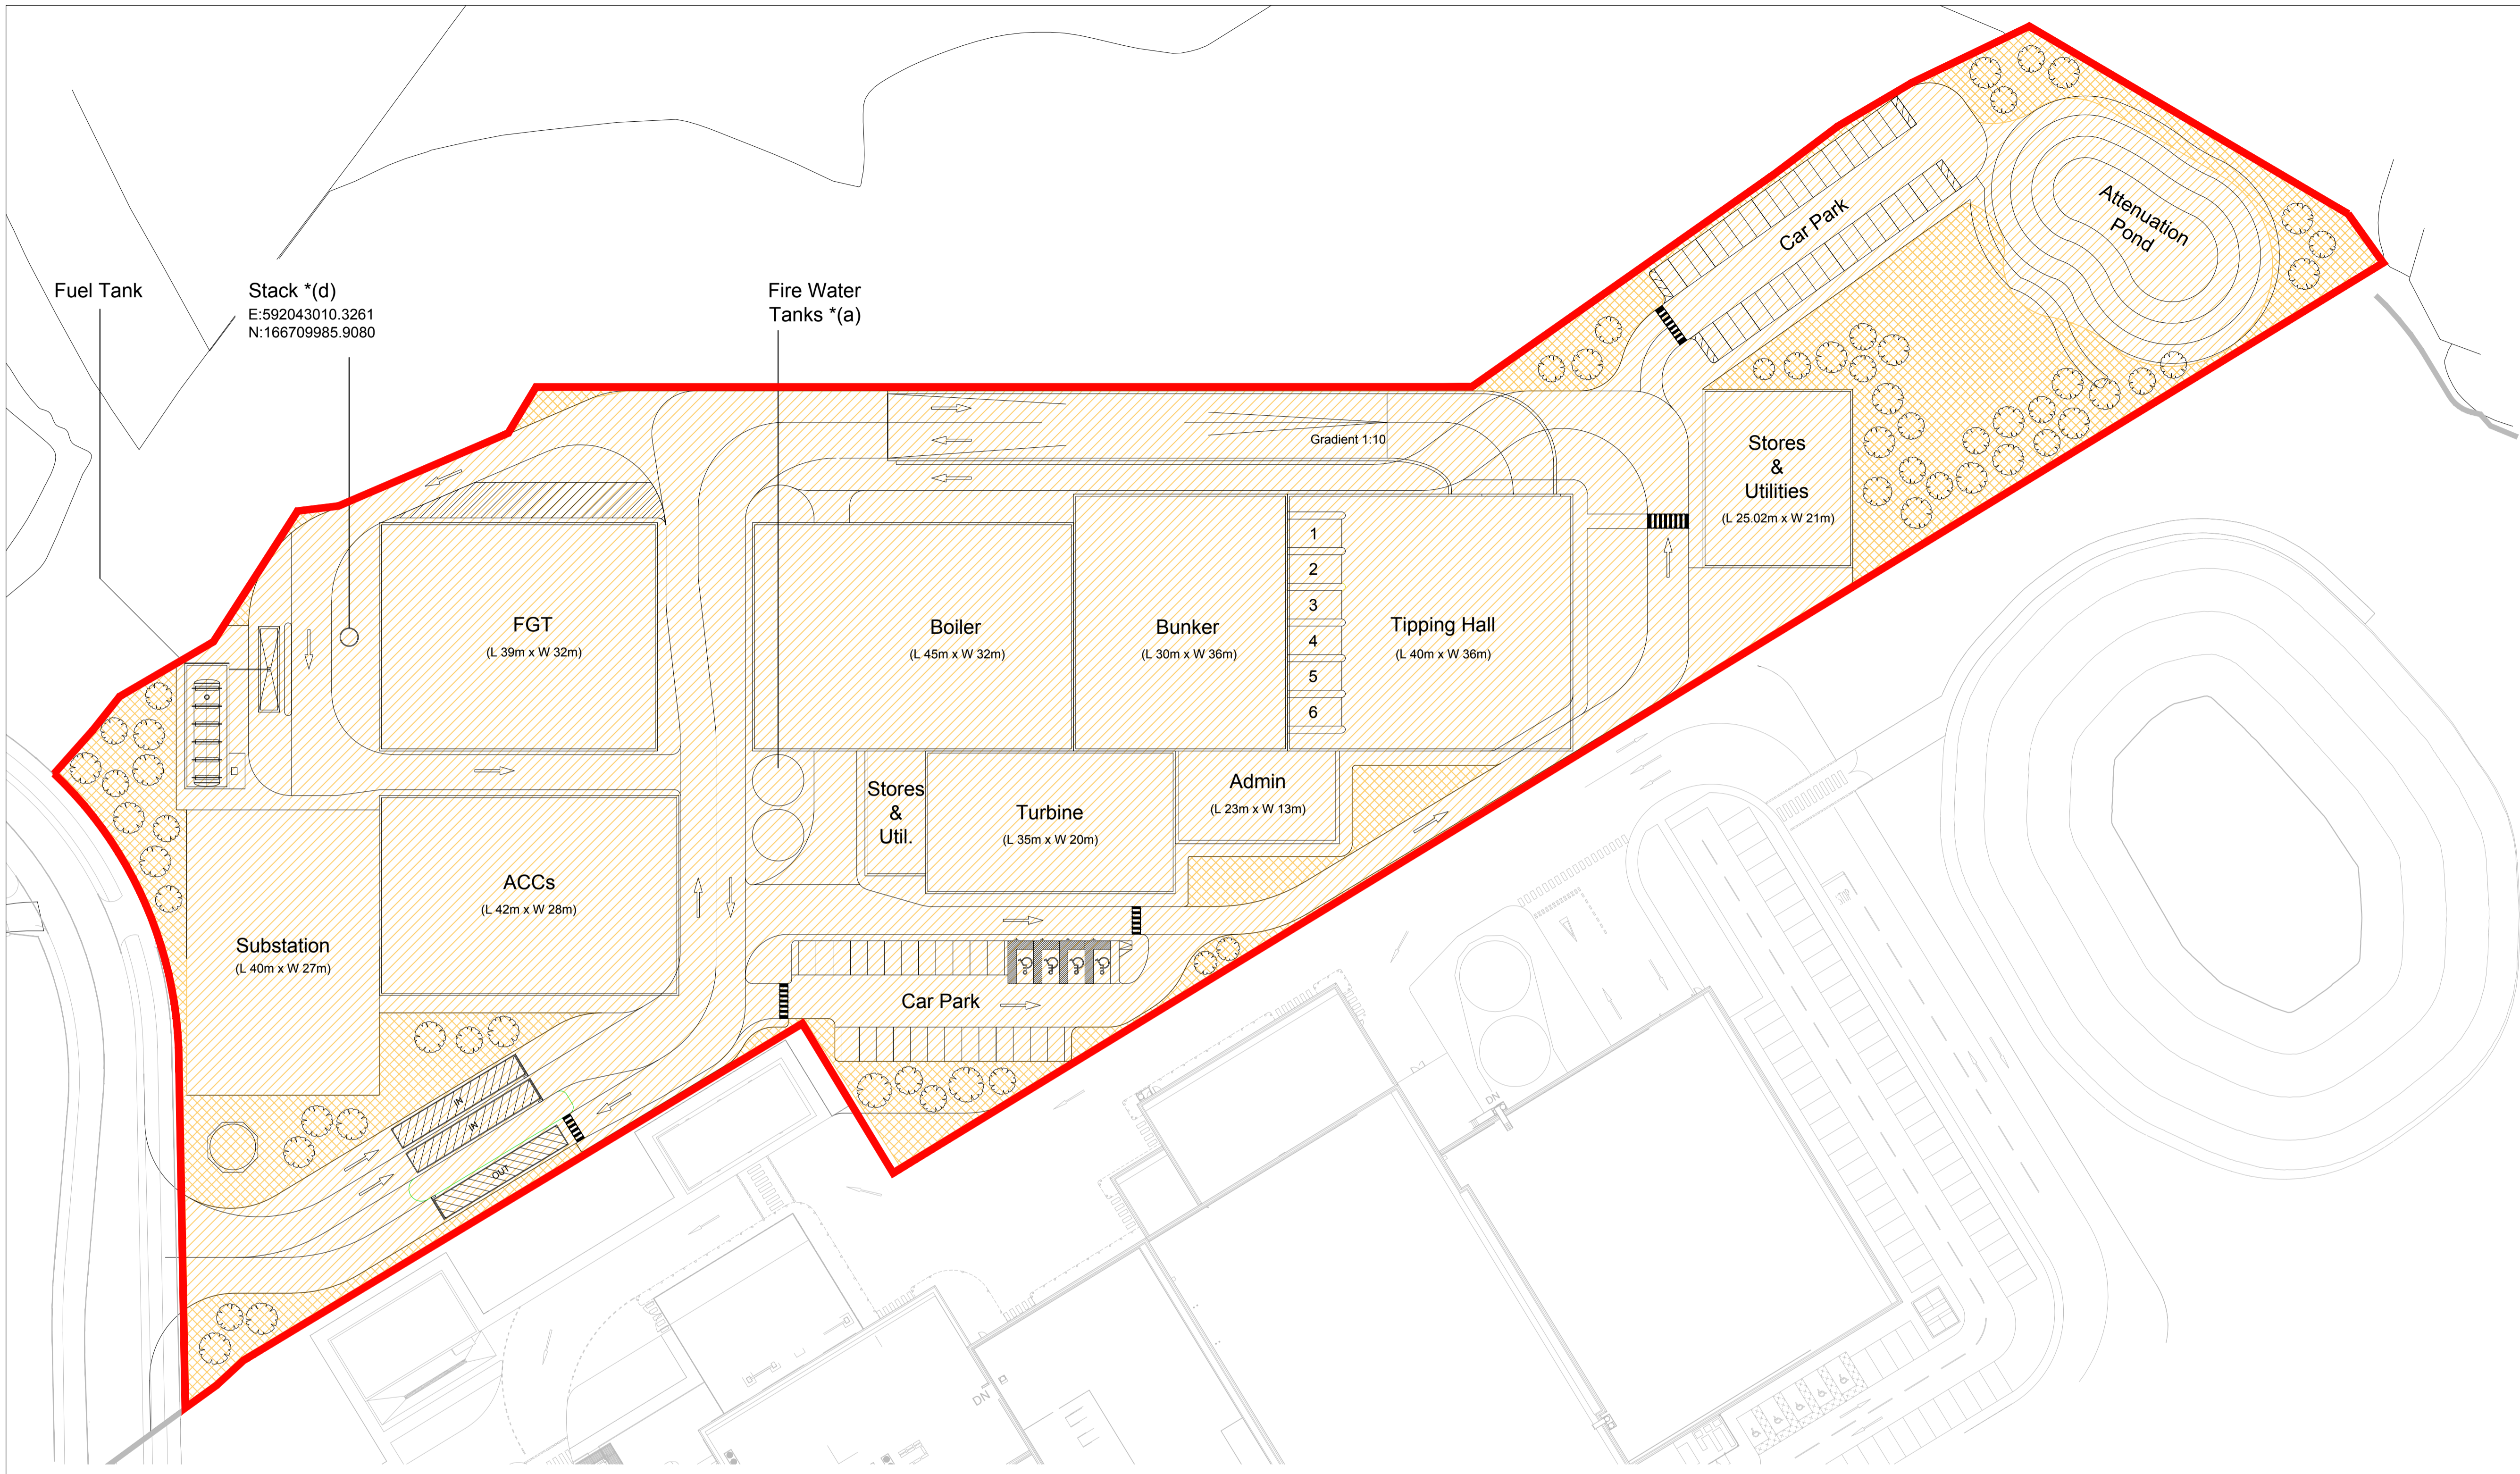 Fuel Tank
Stack *(d)
E:592043010.3261
N:166709985.9080
Fire Water
Tanks *(a)
Car Park
Attenuation
Pond
Gradient 1:10
Stores
&
Utilities
(L 25.02m x W 21m)
FGT
(L 39m x W 32m)
Boiler
(L 45m x W 32m)
Bunker
(L 30m x W 36m)
1
2
3
4
5
6
Tipping Hall
(L 40m x W 36m)
Stores
&
Util.
Turbine
(L 35m x W 20m)
Admin
(L 23m x W 13m)
ACCs
(L 42m x W 28m)
Substation
(L 40m x W 27m)
Car Park
IN
IN
OUT
DN
DN